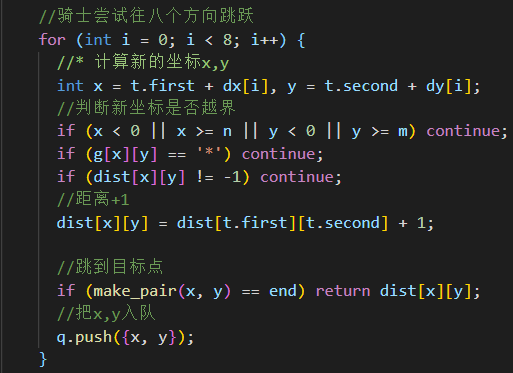 //骑士尝试往八个方向跳跃
for (int i = 0; i < 8; i++) {
//* 计算新的坐标x,y
int x = t.first + dx[i], y = t.second + dy[i];
//判断新坐标是否越界
if (x < 0 || x >= n || y < 0 || y >= m) continue;
if (g[x][y] == '*') continue;
if (dist[x][y] != -1) continue;
//距离+1
dist[x][y] = dist[t.first][t.second] + 1;
//跳到目标点
if (make_pair(x, y) == end) return dist[x][y];
//把x,y入队
q.push({x, y});
}